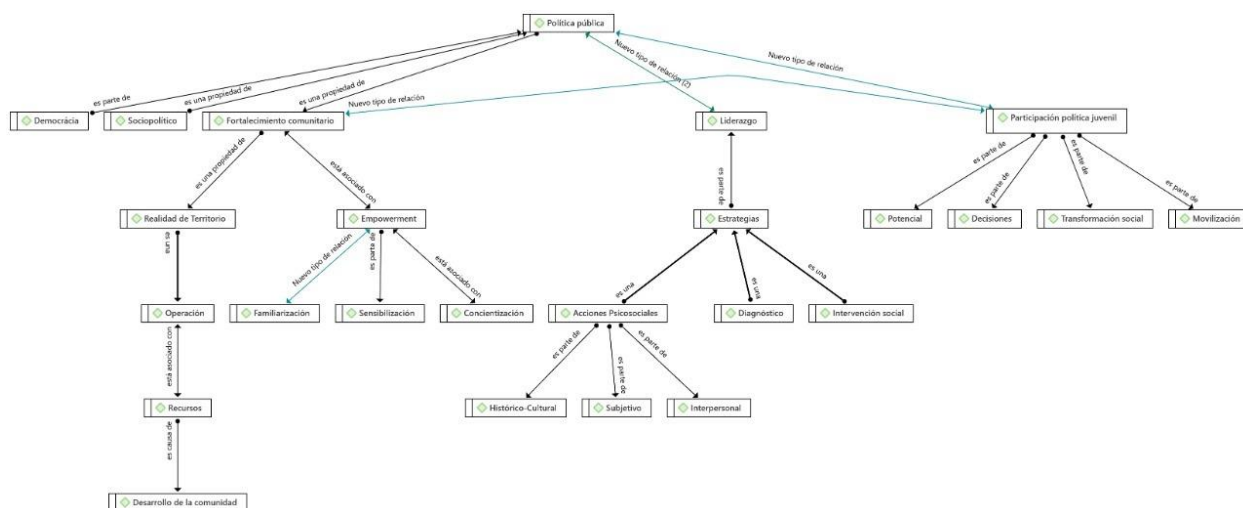 Política pública
Nuevo tipo de relación
Nuevo tipo de relación (2)
es parte de
es una propiedad de
es una propiedad de
Nuevo tipo de relación
Democrácia
Sociopolítico
Fortalecimiento comunitario
Liderazgo
Participación política juvenil
es una propiedad de
está asociado con
es parte de
es parte de
es parte de
es parte de
es parte de
Realidad de Territorio
Empowerment
Estrategias
Potencial
Decisiones
Transformación social
Movilización
es una
Nuevo tipo de relación
es parte de
está asociado con
es una
es una
es una
Operación
Familiarización
Sensibilización
Concientización
Acciones Psicosociales
Diagnóstico
Intervención social
está asociado con
es parte de
es parte de
es parte de
Recursos
Histórico-Cultural
Subjetivo
Interpersonal
es causa de
Desarrollo de la comunidad